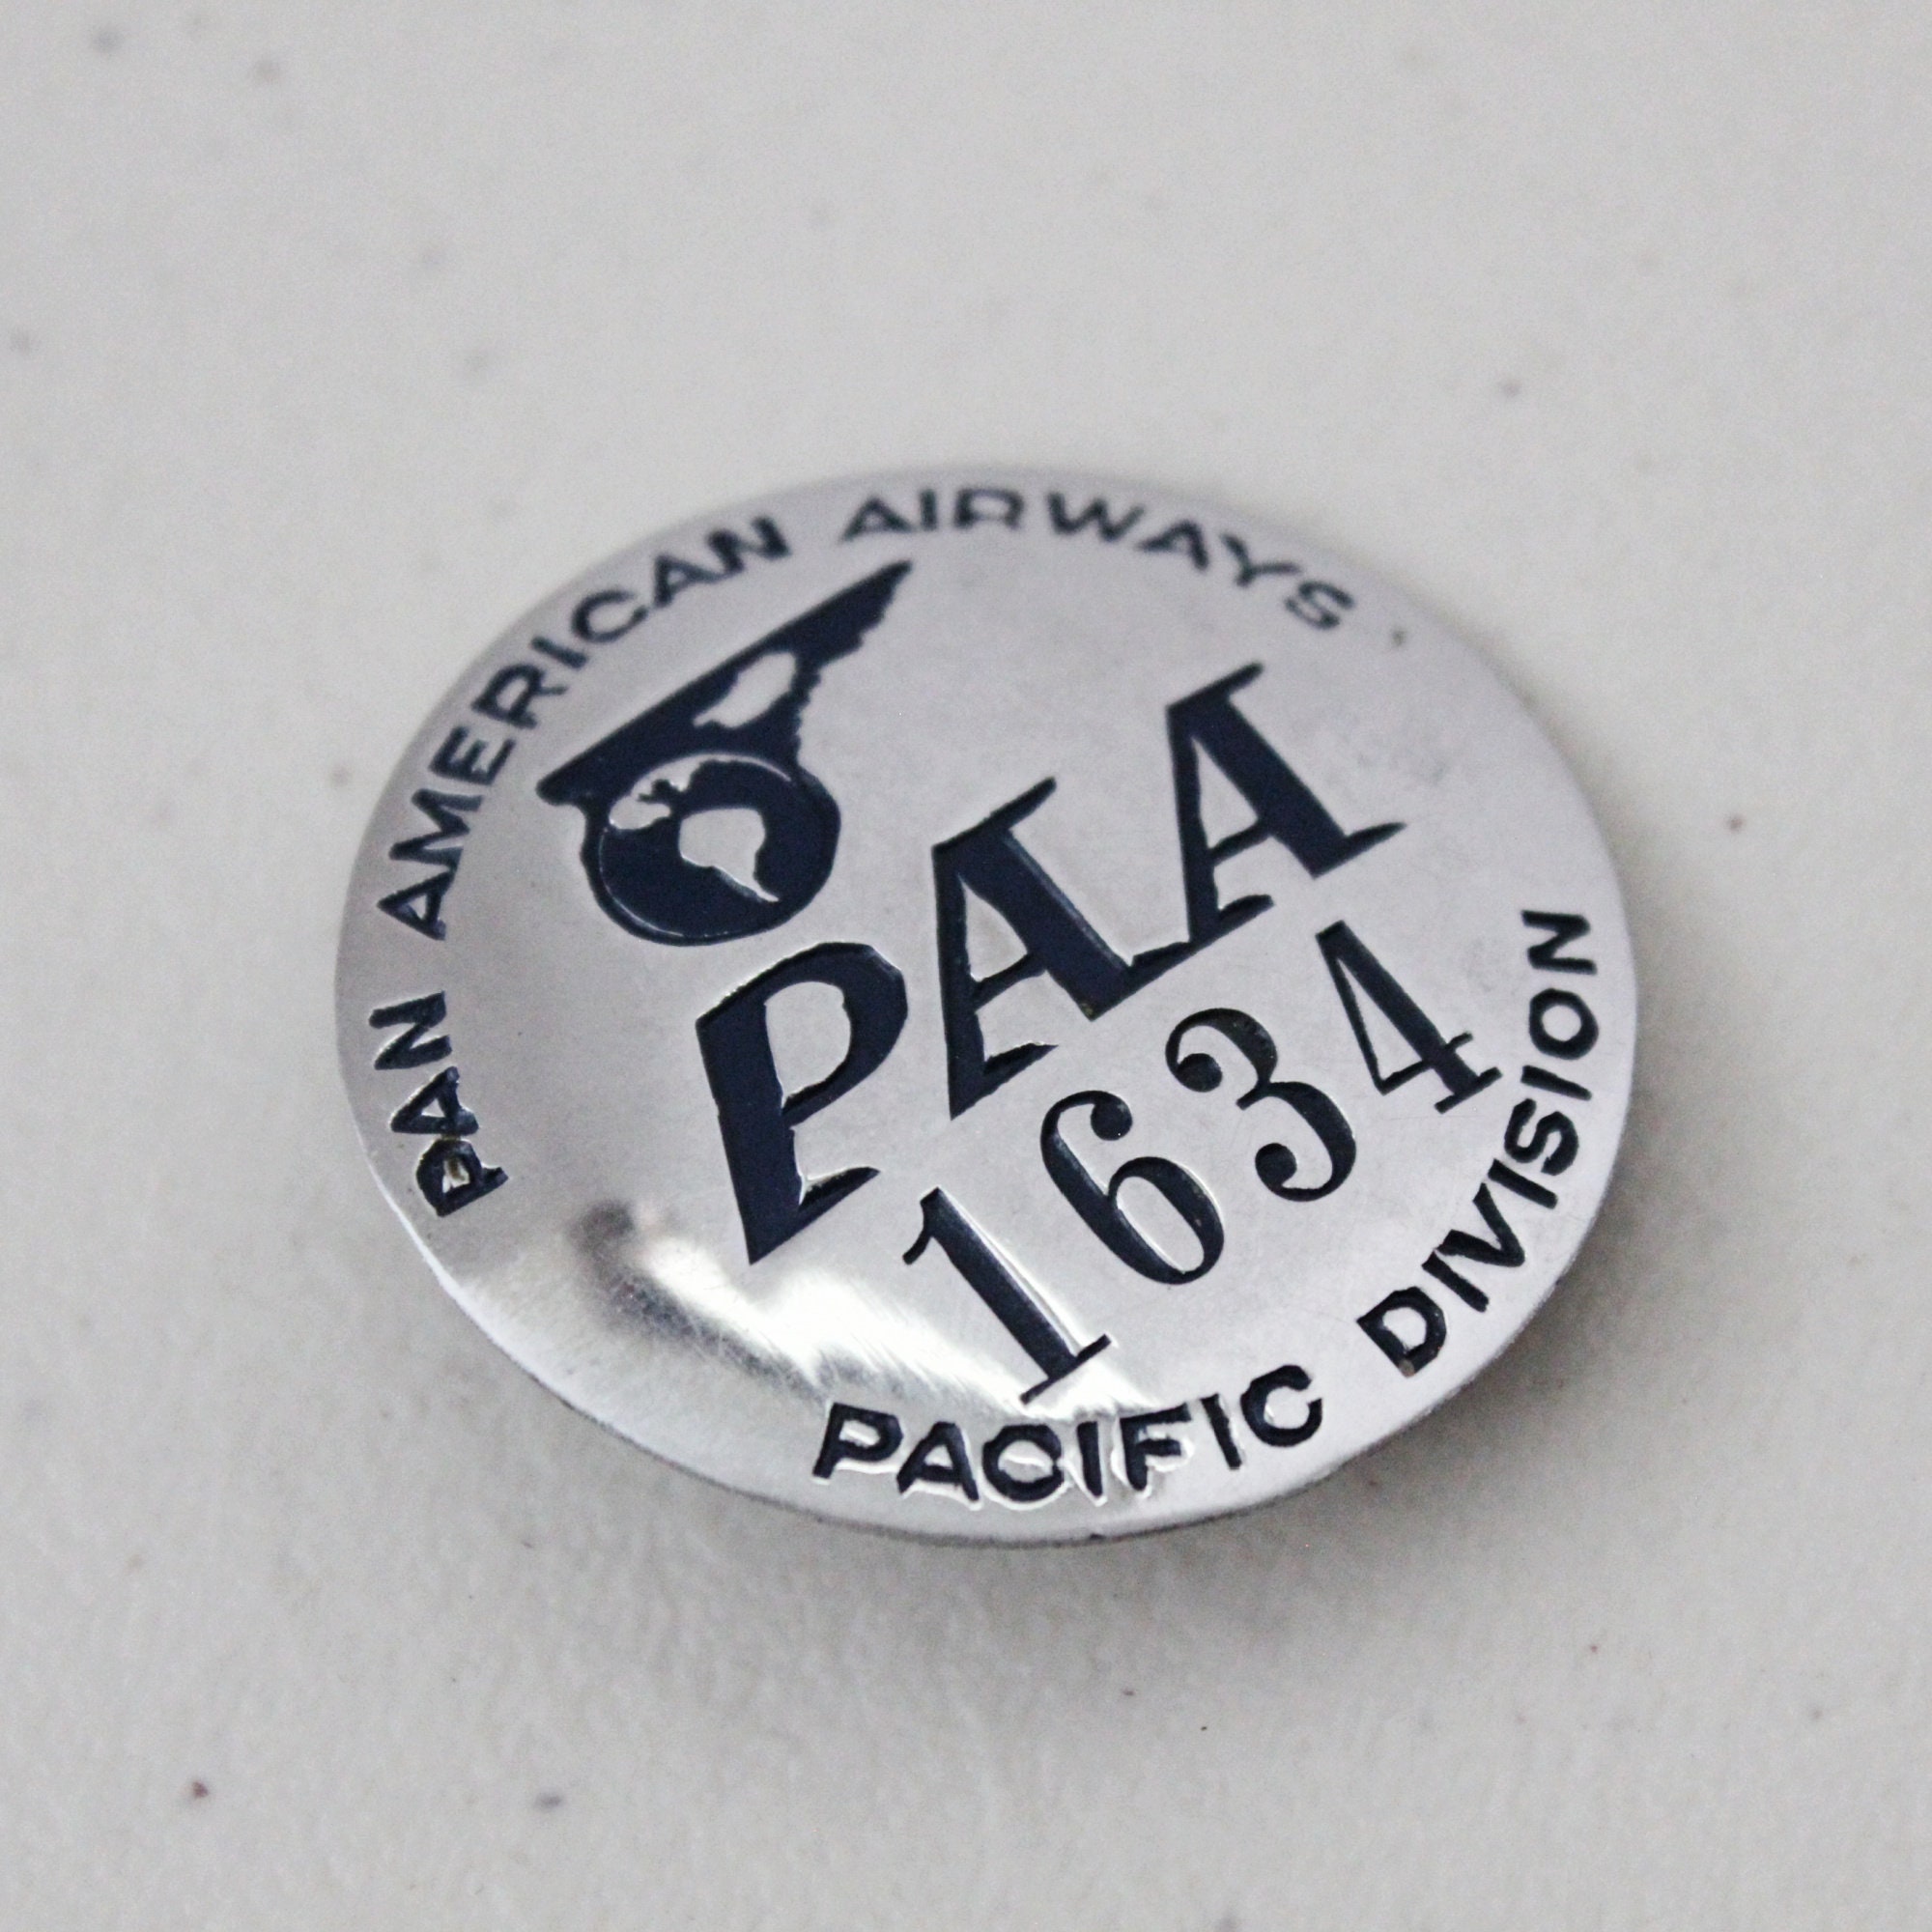 PAN AMERICAN AIRWAYS
PAA
1634
PACIFIC DIVISION